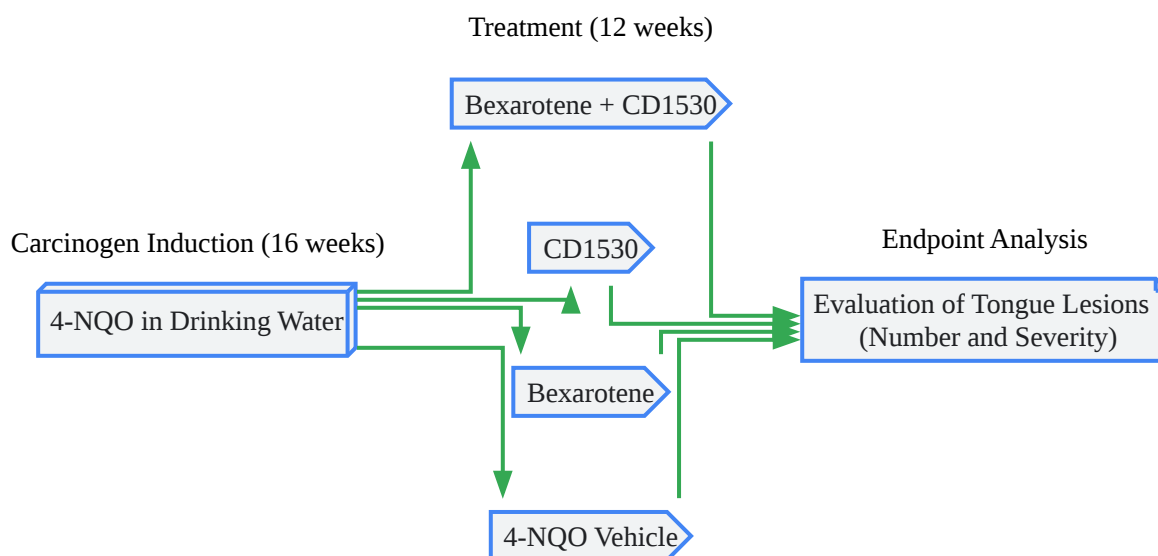 Treatment (12 weeks)
Bexarotene + CD1530
Carcinogen Induction (16 weeks)
CD1530
Endpoint Analysis
4-NQO in Drinking Water
Evaluation of Tongue Lesions
(Number and Severity)
Bexarotene
4-NQO Vehicle